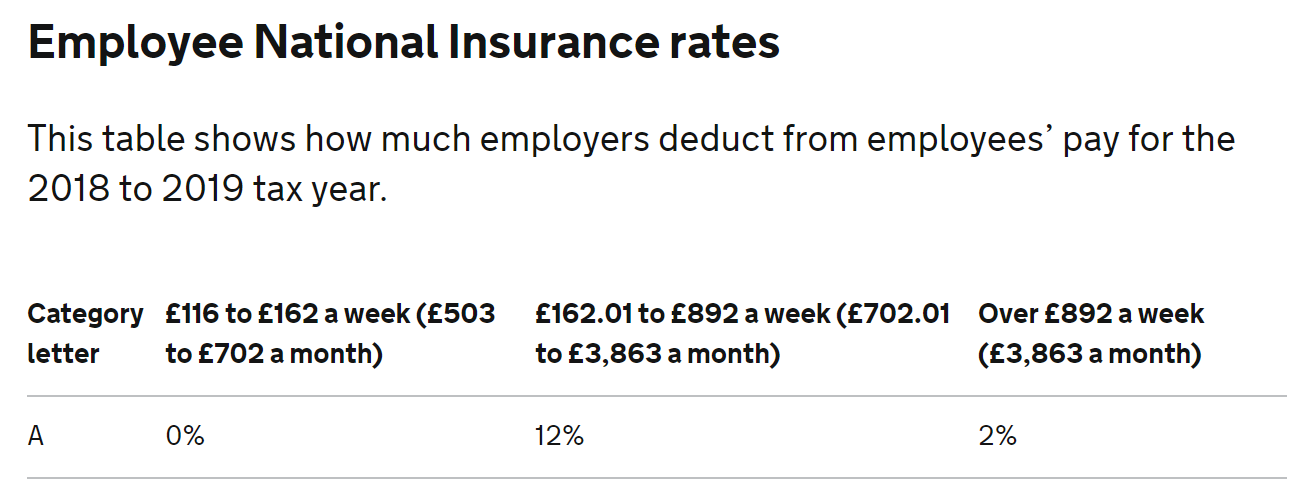 Employee National Insurance rates
This table shows how much employers deduct from employees’ pay for the
2018 to 2019 tax year.
Category letter
£116 to £162 a week (£503 to £702 a month)
£162.01 to £892 a week (£702.01 to £3,863 a month)
Over £892 a week (£3,863 a month)
A 0% 12% 2%